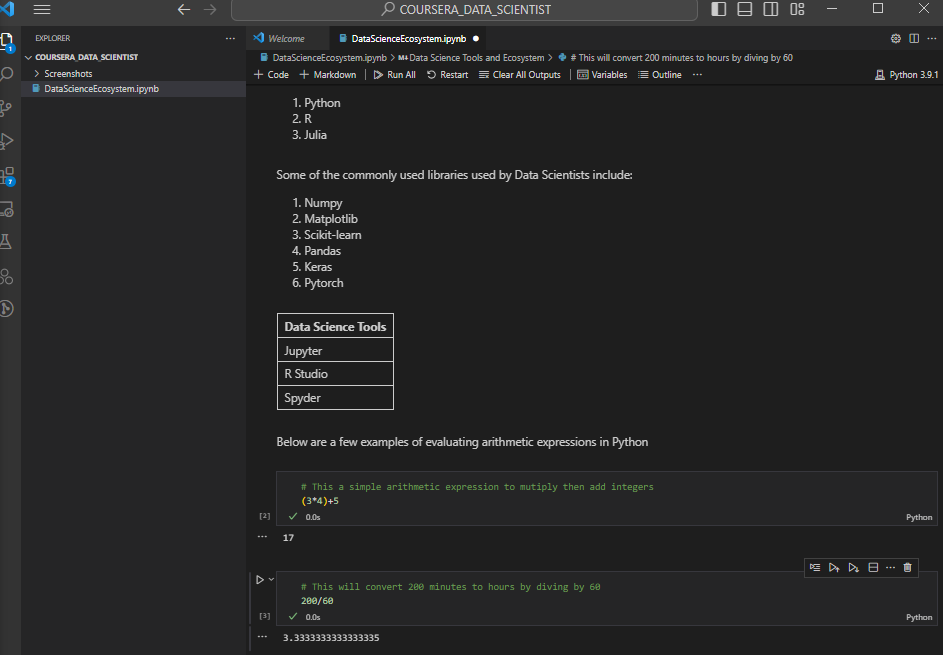 COURSERA_DATA_SCIENTIST
EXPLORER
COURSERA_DATA_SCIENTIST
Screenshots
DataScienceEcosystem.ipynb
1
7
Welcome
DataScienceEcosystem.ipynb
DataScienceEcosystem.ipynb > M↓ Data Science Tools and Ecosystem > # This will convert 200 minutes to hours by diving by 60
+ Code + Markdown | Run All Restart Clear All Outputs | Variables Outline ...
Python 3.9.1
1. Python
2. R
3. Julia
Some of the commonly used libraries used by Data Scientists include:
1. Numpy
2. Matplotlib
3. Scikit-learn
4. Pandas
5. Keras
6. Pytorch
Data Science Tools
Jupyter
R Studio
Spyder
Below are a few examples of evaluating arithmetic expressions in Python
# This a simple arithmetic expression to mutiply then add integers
(3*4)+5
[2]
0.0s
Python
17
# This will convert 200 minutes to hours by diving by 60
200/60
[3]
0.0s
Python
3.3333333333333335